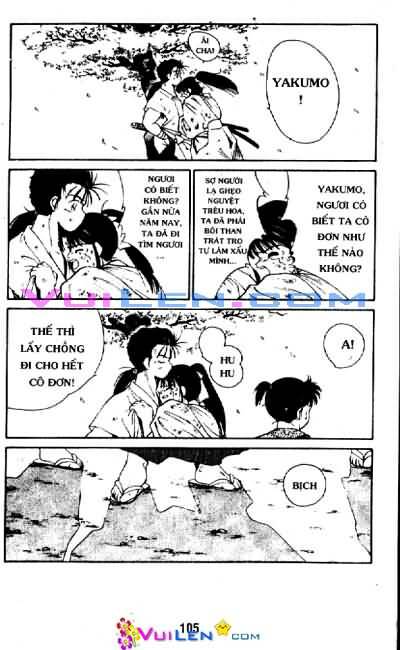 YAKUMO
!
ÁI
CHA!
YAKUMO,
NGƯƠI CÓ
BIẾT TA CÔ
ĐƠN NHƯ
THẾ NÀO
KHÔNG?
SỢ NGƯỜI
LẠ GHẸO
NGUYỆT
TRÊU HOA,
TA ĐÃ PHẢI
BÔI THAN
TRÁT TRO
TỰ LÀM XẤU
MÌNH...
NGƯƠI
CÓ BIẾT
KHÔNG?
GẦN NỬA
NĂM NAY,
TA ĐÃ ĐI
TÌM NGƯƠI
VUILEN.COM
A!
HU
HU
THẾ THÌ
LẤY CHỒNG
ĐI CHO HẾT
CÔ ĐƠN!
BỊCH
105
VUILEN.COM